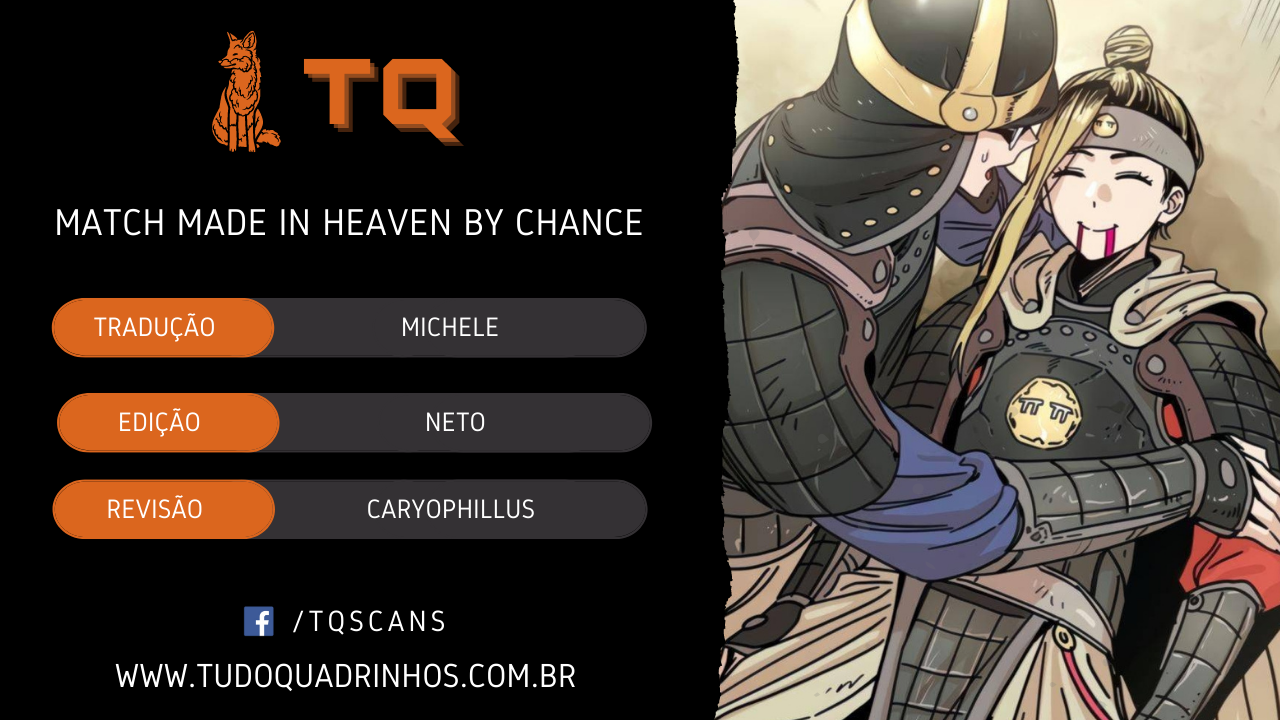 TQ
MATCH MADE IN HEAVEN BY CHANCE
TRADUÇÃO MICHELE
EDIÇÃO NETO
REVISÃO CARYOPHILLUS
/TQSCANS
WWW.TUDOQUADRINHOS.COM.BR